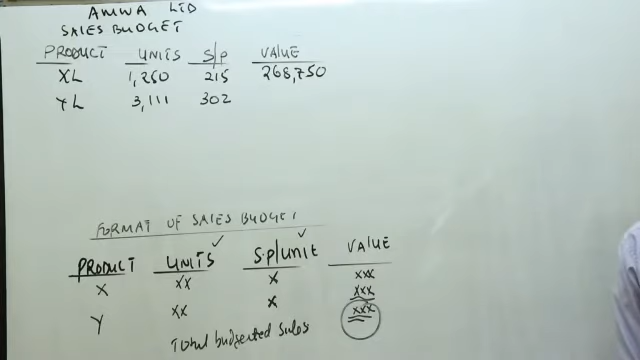 AMWA LTD
SALES BUDGET
PRODUCT UNITS S/P VALUE
XL 1,250 215 268,750
YL 3,111 302
FORMAT OF SALES BUDGET
PRODUCT UNITS ✓ S.P/UNIT ✓ VALUE
X XX X XXX
Y XX X XXX
Total budgeted sales XXX